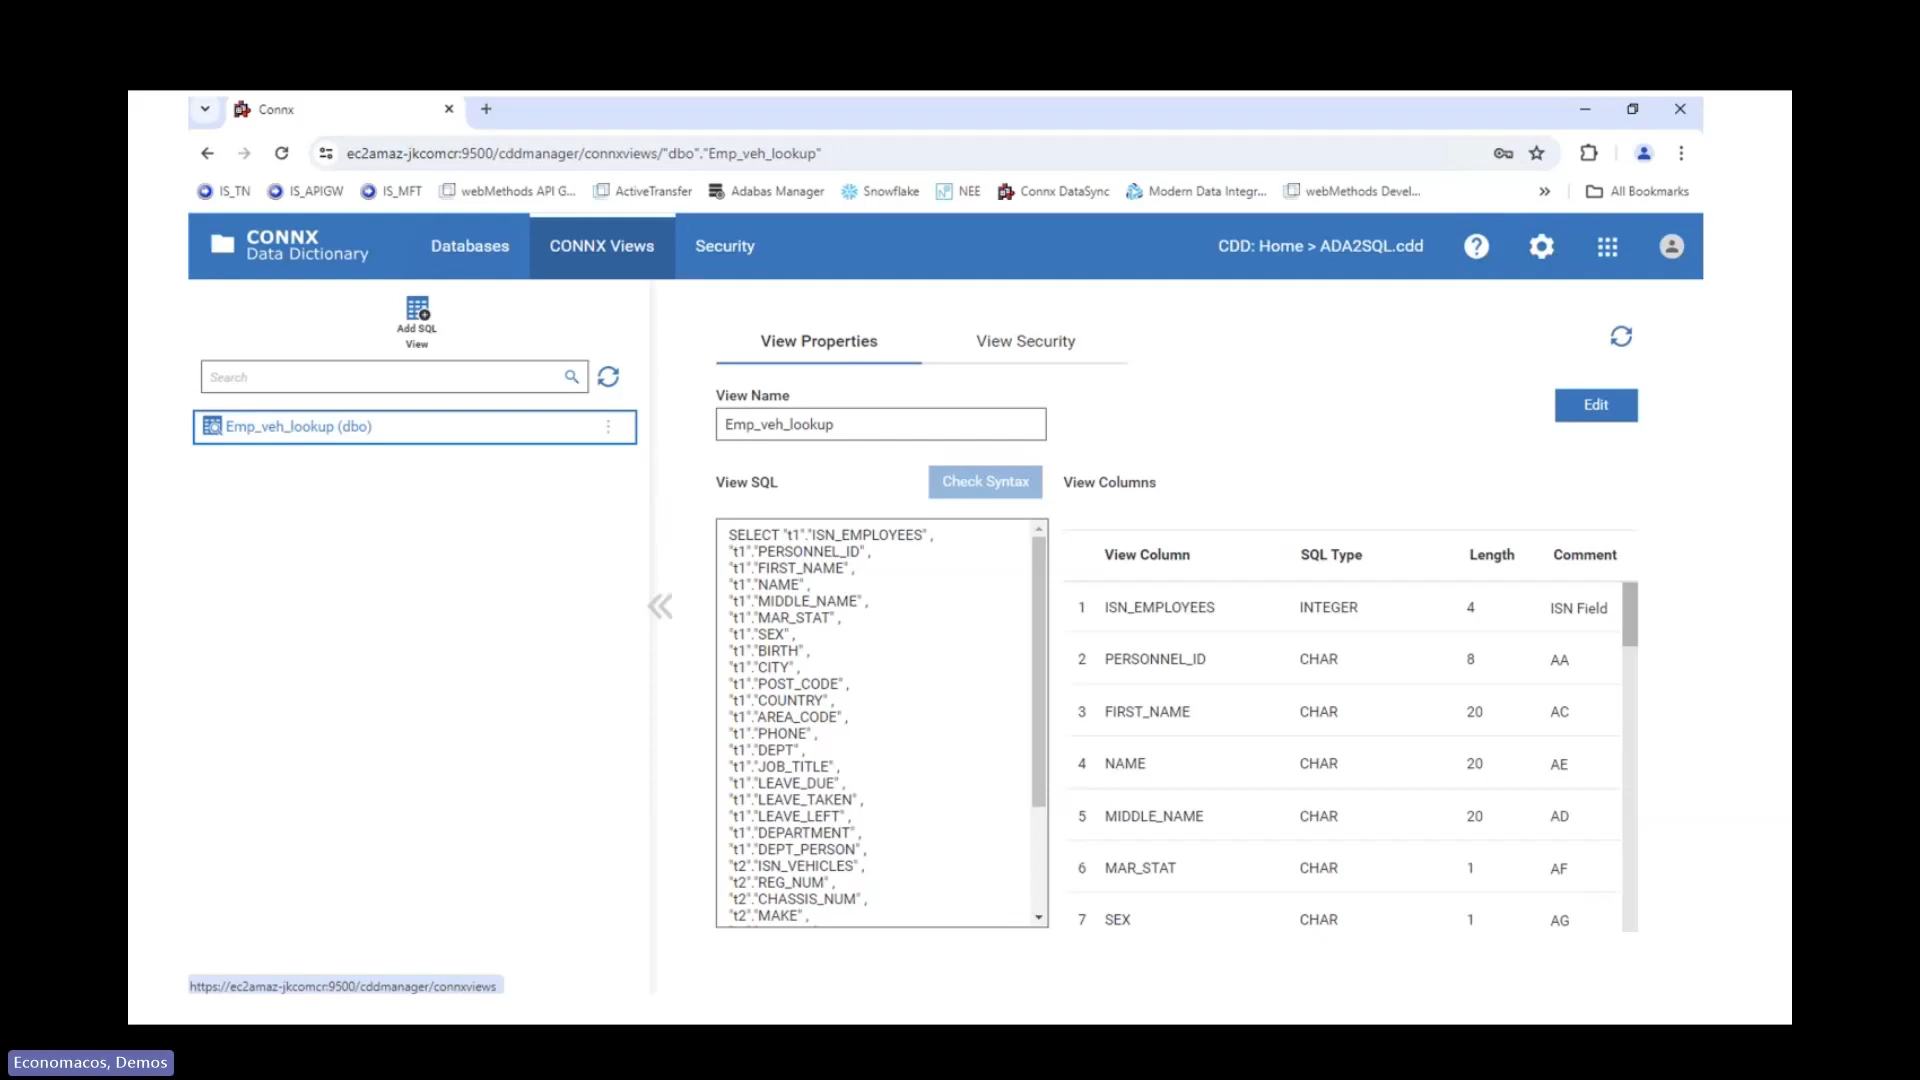 Connx
ec2amaz-jkcomcr:9500/cddmanager/connxviews/"dbo"."Emp_veh_lookup"
IS_TN IS_APIGW IS_MFT webMethods API G... ActiveTransfer Adabas Manager Snowflake NEE Connx DataSync Modern Data Integr... webMethods Devel... All Bookmarks
CONNX
Data Dictionary
Databases CONNX Views Security CDD: Home > ADA2SQL.cdd
Add SQL
View
Search
Emp_veh_lookup (dbo)
View Properties View Security
View Name
Edit
Emp_veh_lookup
View SQL Check Syntax View Columns
SELECT "t1"."ISN_EMPLOYEES" ,
"t1"."PERSONNEL_ID" ,
"t1"."FIRST_NAME" ,
"t1"."NAME" ,
"t1"."MIDDLE_NAME" ,
"t1"."MAR_STAT" ,
"t1"."SEX" ,
"t1"."BIRTH" ,
"t1"."CITY" ,
"t1"."POST_CODE" ,
"t1"."COUNTRY" ,
"t1"."AREA_CODE" ,
"t1"."PHONE" ,
"t1"."DEPT" ,
"t1"."JOB_TITLE" ,
"t1"."LEAVE_DUE" ,
"t1"."LEAVE_TAKEN" ,
"t1"."LEAVE_LEFT" ,
"t1"."DEPARTMENT" ,
"t1"."DEPT_PERSON" ,
"t2"."ISN_VEHICLES" ,
"t2"."REG_NUM" ,
"t2"."CHASSIS_NUM" ,
"t2"."MAKE" ,
View Column SQL Type Length Comment
1 ISN_EMPLOYEES INTEGER 4 ISN Field
2 PERSONNEL_ID CHAR 8 AA
3 FIRST_NAME CHAR 20 AC
4 NAME CHAR 20 AE
5 MIDDLE_NAME CHAR 20 AD
6 MAR_STAT CHAR 1 AF
7 SEX CHAR 1 AG
https://ec2amaz-jkcomcr:9500/cddmanager/connxviews
Economacos, Demos